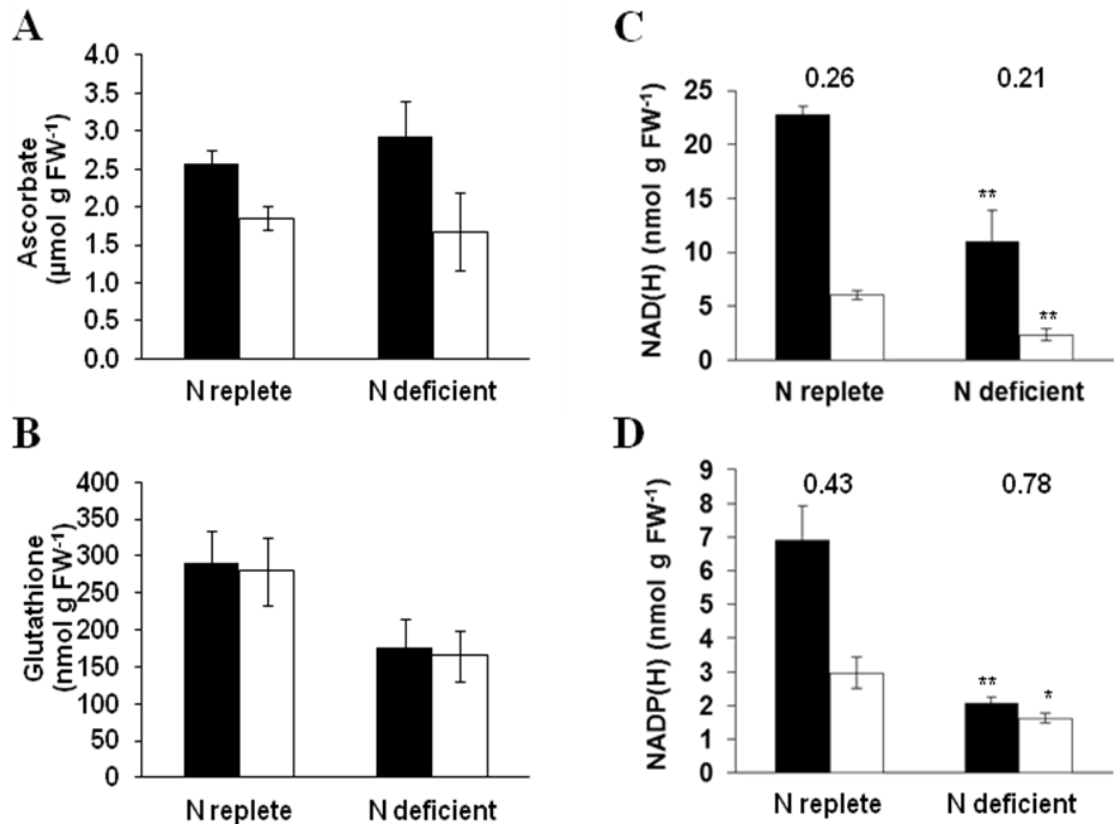 A
Ascorbate
(µmol g FW-1)
4.0
3.5
3.0
2.5
2.0
1.5
1.0
0.5
0.0
N replete
N deficient
B
Glutathione
(nmol g FW-1)
400
350
300
250
200
150
100
50
0
N replete
N deficient
C
0.26
0.21
NAD(H) (nmol g FW-1)
25
20
15
10
5
0
**
**
N replete
N deficient
D
0.43
0.78
NADP(H) (nmol g FW-1)
9
8
7
6
5
4
3
2
1
0
**
*
N replete
N deficient